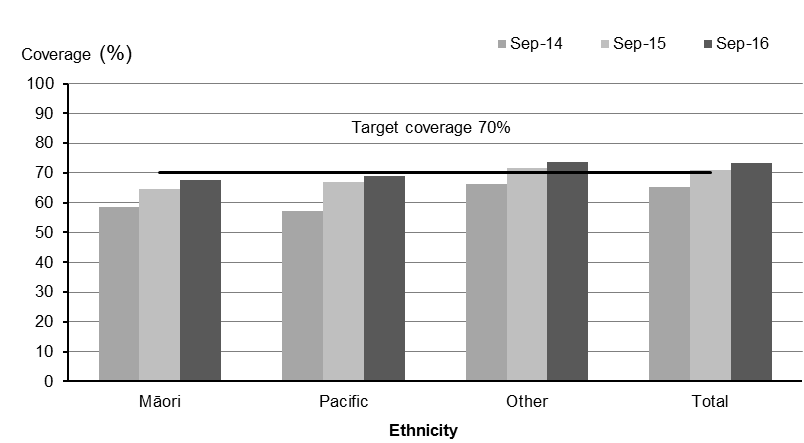 Coverage (%)
Sep-14 Sep-15 Sep-16
100
90
Target coverage 70%
80
70
60
50
40
30
20
10
0
Māori Pacific Other Total
Ethnicity